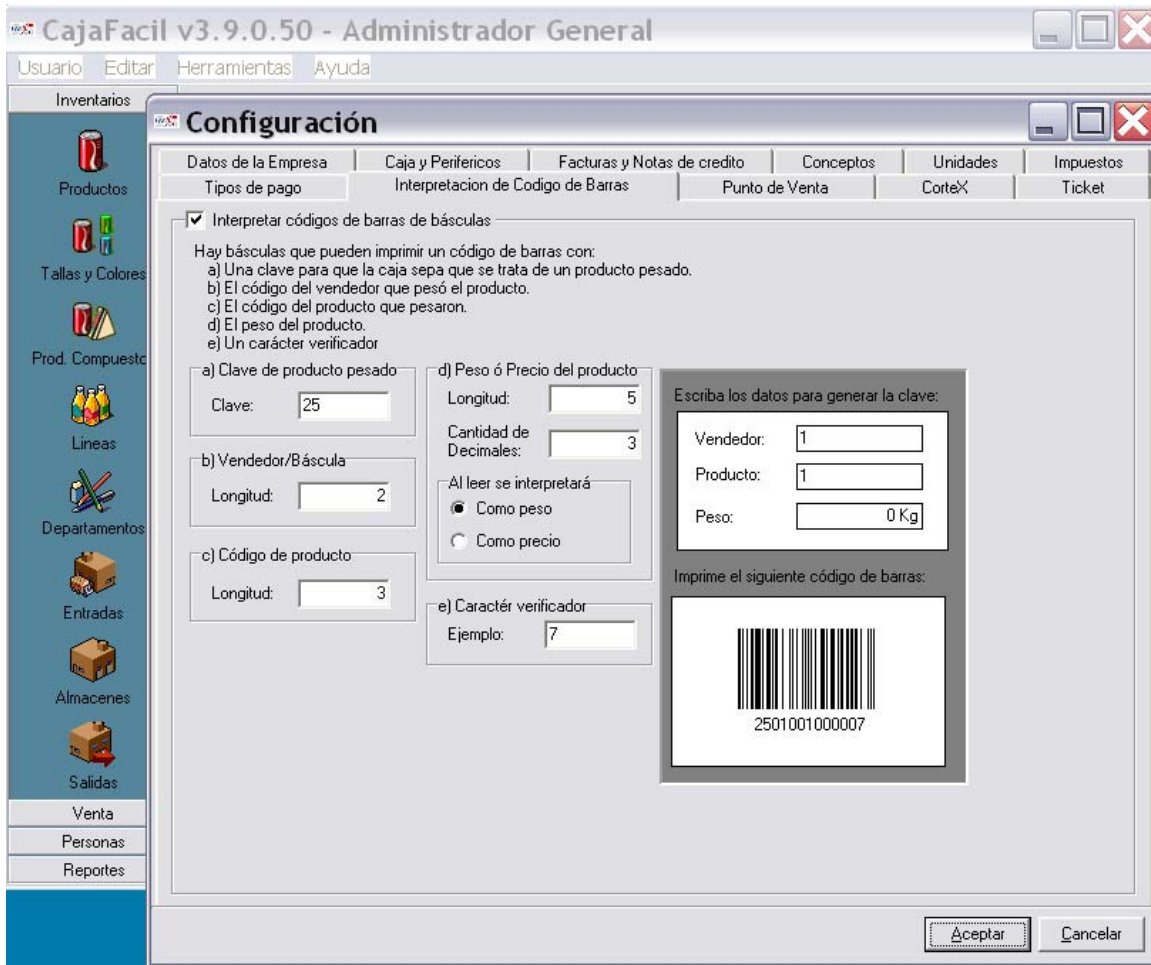 CajaFacil v3.9.0.50 - Administrador General
Usuario Editar Herramientas Ayuda
Inventarios
Productos
Tallas y Colores
Prod. Compuesto
Lineas
Departamentos
Entradas
Almacenes
Salidas
Venta
Personas
Reportes
Configuración
Datos de la Empresa Caja y Perifericos Facturas y Notas de credito Conceptos Unidades Impuestos
Tipos de pago Interpretacion de Codigo de Barras Punto de Venta CorteX Ticket
Interpretar códigos de barras de básculas
Hay básculas que pueden imprimir un código de barras con:
a) Una clave para que la caja sepa que se trata de un producto pesado.
b) El código del vendedor que pesó el producto.
c) El código del producto que pesaron.
d) El peso del producto.
e) Un carácter verificador
a) Clave de producto pesado
Clave: 25
b) Vendedor/Báscula
Longitud: 2
c) Código de producto
Longitud: 3
d) Peso ó Precio del producto
Longitud: 5
Cantidad de
Decimales: 3
Al leer se interpretará
Como peso
Como precio
e) Caractér verificador
Ejemplo: 7
Escriba los datos para generar la clave:
Vendedor: 1
Producto: 1
Peso: 0 Kg
Imprime el siguiente código de barras:
2501001000007
Aceptar Cancelar